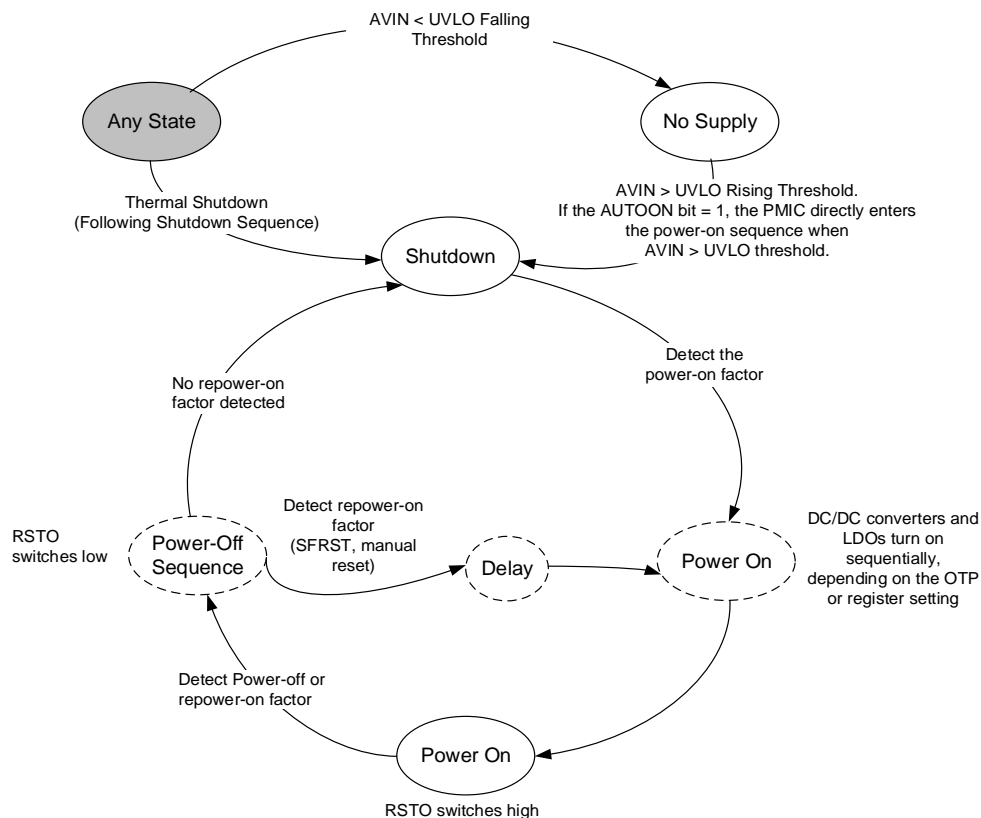 AVIN < UVLO Falling
Threshold
Any State
No Supply
Thermal Shutdown
(Following Shutdown Sequence)
AVIN > UVLO Rising Threshold.
If the AUTOON bit = 1, the PMIC directly enters
the power-on sequence when
AVIN > UVLO threshold.
Shutdown
Detect the
power-on factor
No repower-on
factor detected
RSTO
switches low
Power-Off
Sequence
Detect repower-on
factor
(SFRST, manual
reset)
Delay
Power On
DC/DC converters and
LDOs turn on
sequentially,
depending on the OTP
or register setting
Detect Power-off or
repower-on factor
Power On
RSTO switches high